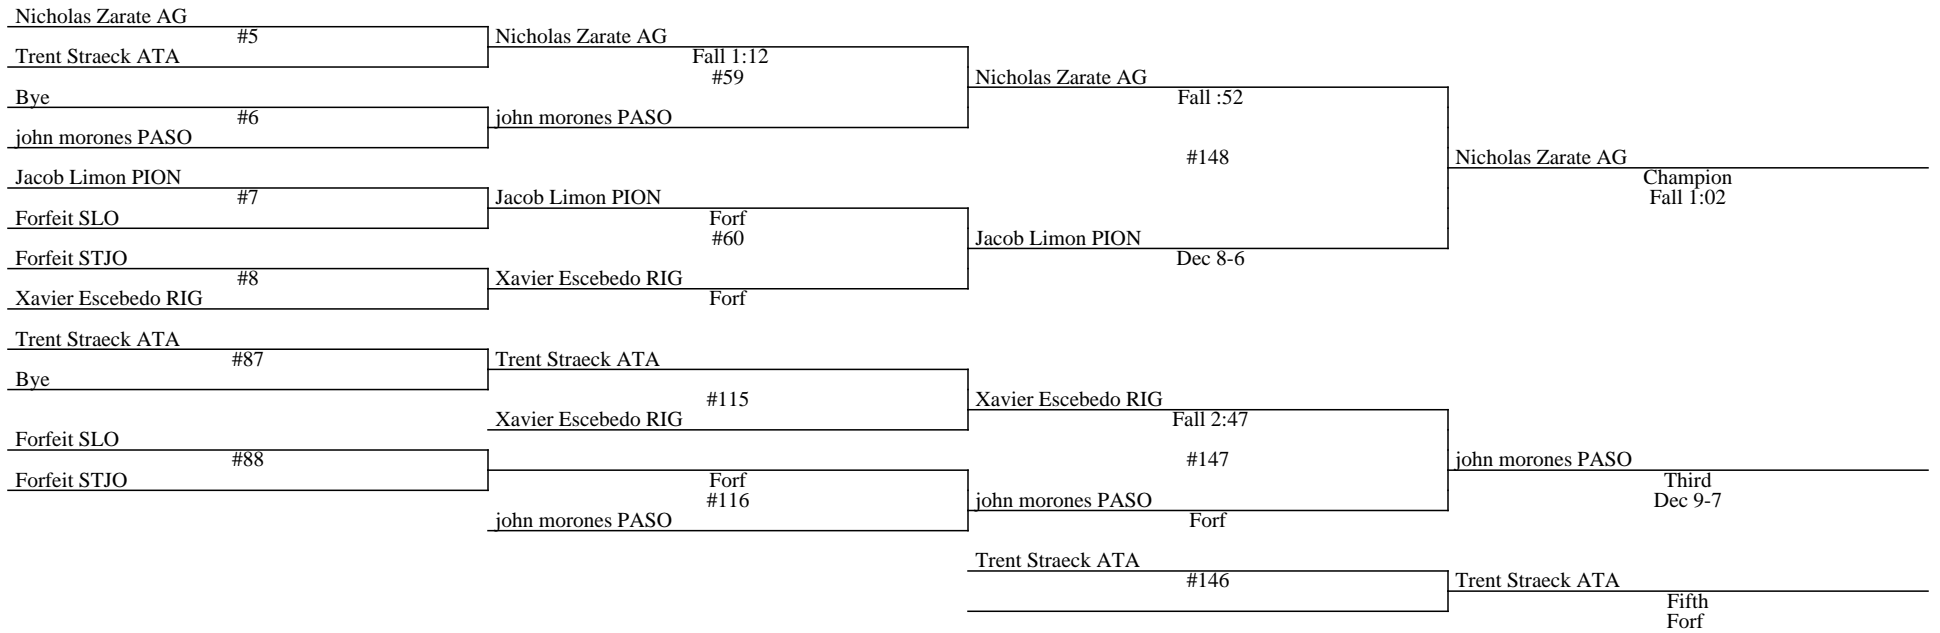 Nicholas Zarate AG
#5
Trent Straeck ATA
Nicholas Zarate AG
Fall 1:12
#59
Bye
#6
john morones PASO
john morones PASO
Nicholas Zarate AG
Fall :52
#148
Jacob Limon PION
#7
Forfeit SLO
Jacob Limon PION
Forf
#60
Forfeit STJO
#8
Xavier Escebedo RIG
Xavier Escebedo RIG
Forf
Jacob Limon PION
Dec 8-6
Nicholas Zarate AG
Champion
Fall 1:02
Trent Straeck ATA
#87
Bye
Trent Straeck ATA
#115
Xavier Escebedo RIG
Xavier Escebedo RIG
Fall 2:47
#147
Forfeit SLO
#88
Forfeit STJO
Forf
#116
john morones PASO
john morones PASO
Forf
john morones PASO
Third
Dec 9-7
Trent Straeck ATA
#146
Trent Straeck ATA
Fifth
Forf